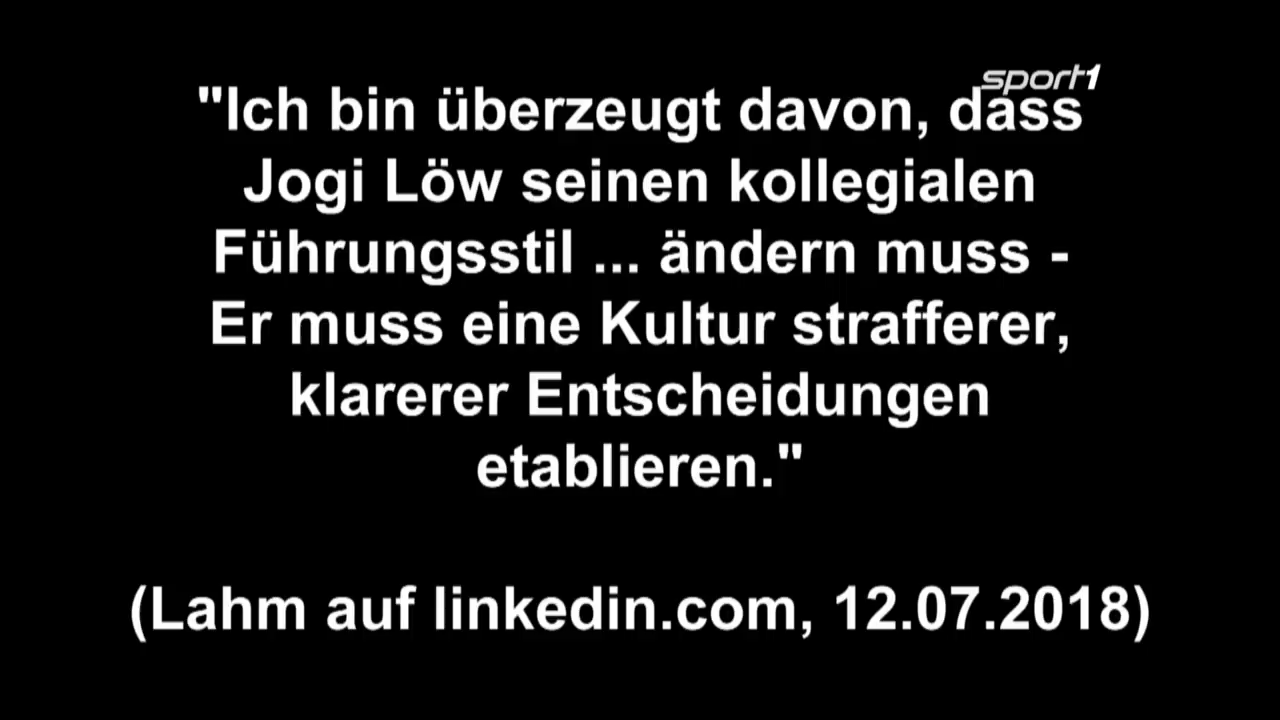 sport1
"Ich bin überzeugt davon, dass
Jogi Löw seinen kollegialen
Führungsstil ... ändern muss -
Er muss eine Kultur strafferer,
klarerer Entscheidungen
etablieren."
(Lahm auf linkedin.com, 12.07.2018)